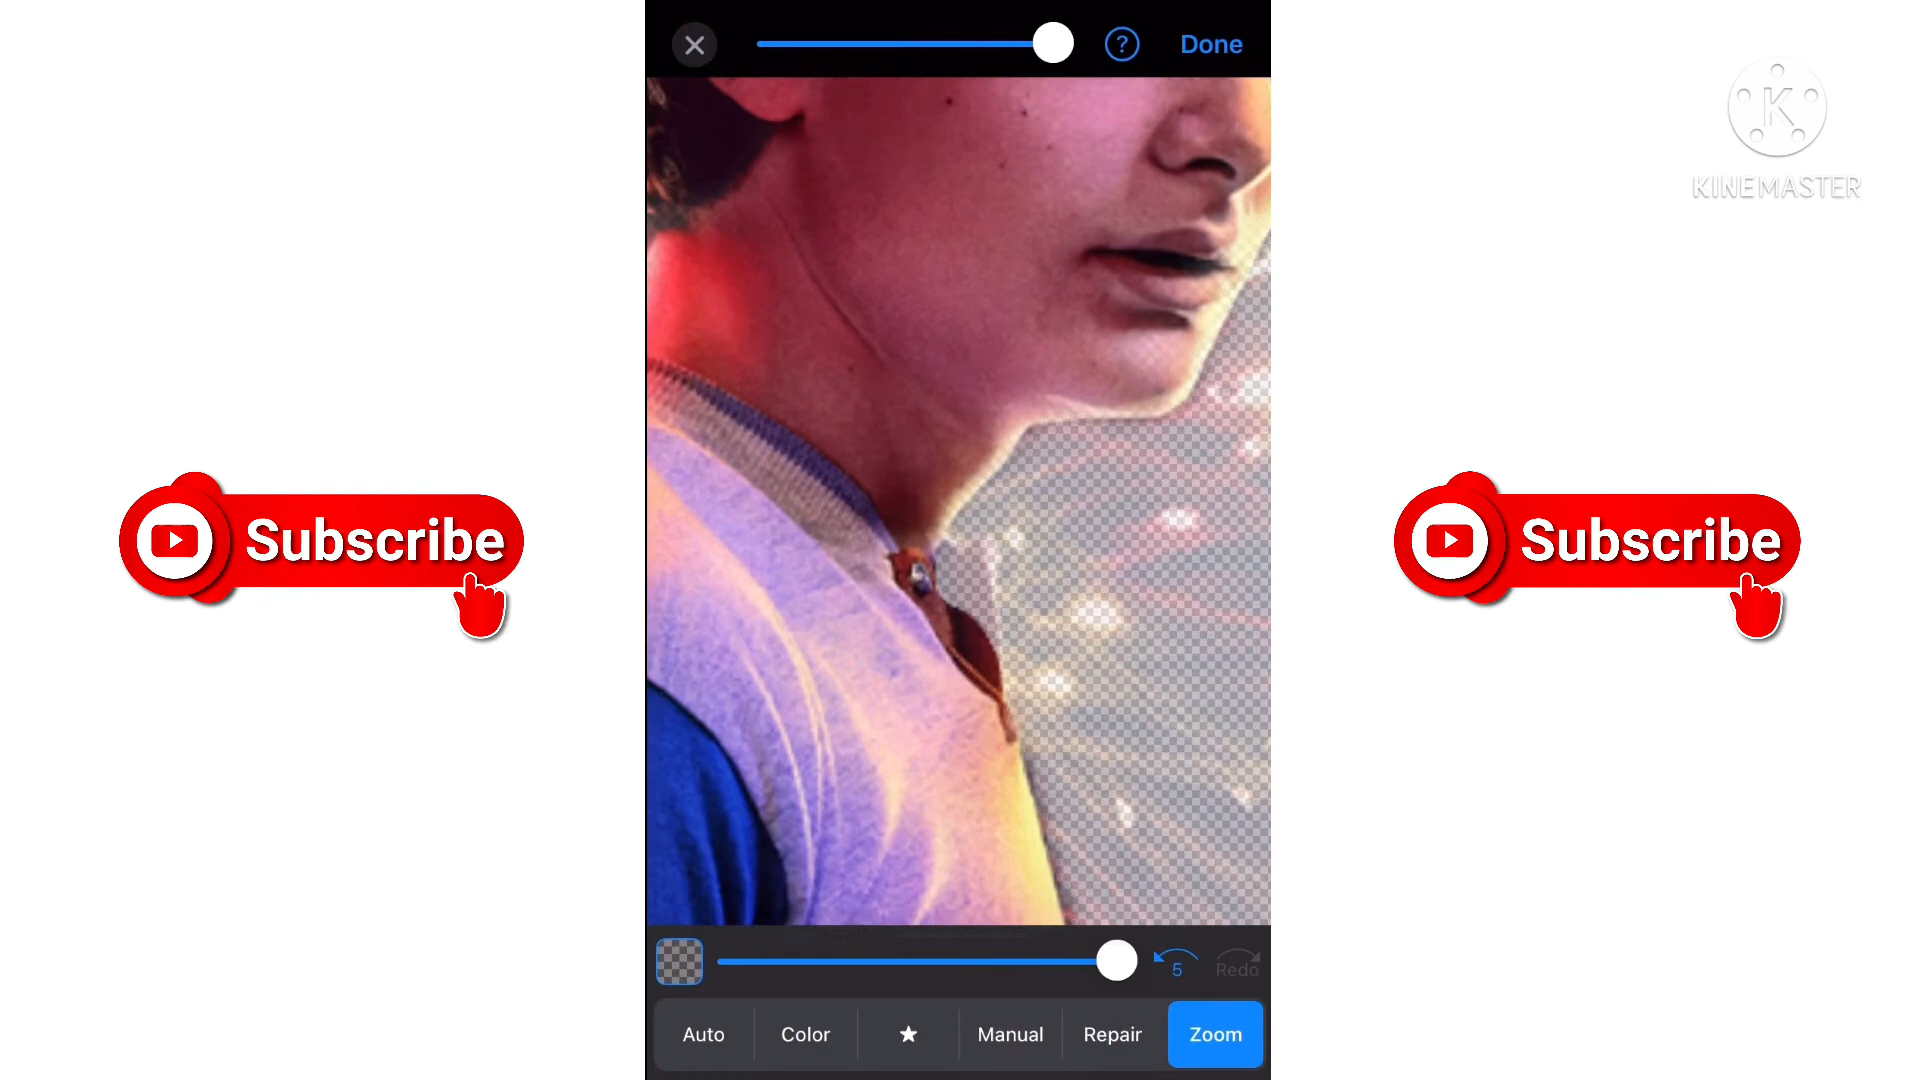 ?
Done
K
KINEMASTER
Subscribe
Subscribe
5
Redo
Auto
Color
Manual
Repair
Zoom